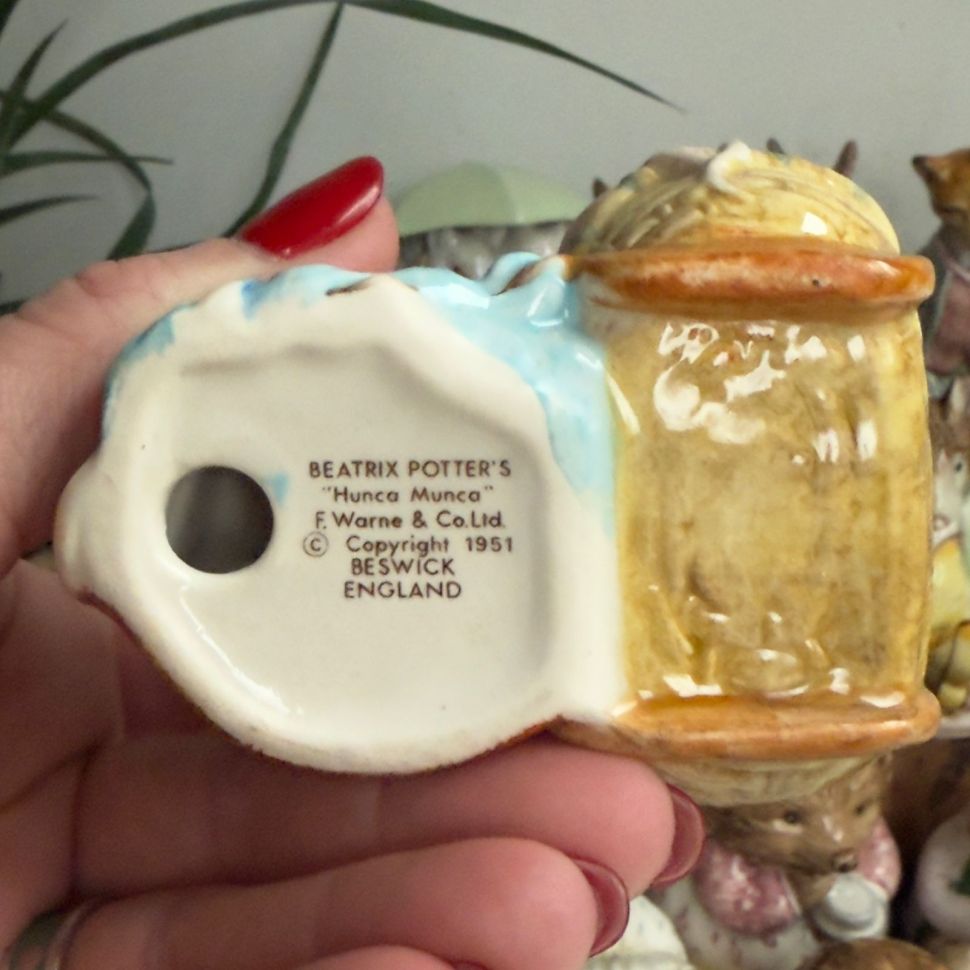 BEATRIX POTTER'S
"Hunca Munca"
F. Warne & Co.Ltd.
© Copyright 1951
BESWICK
ENGLAND